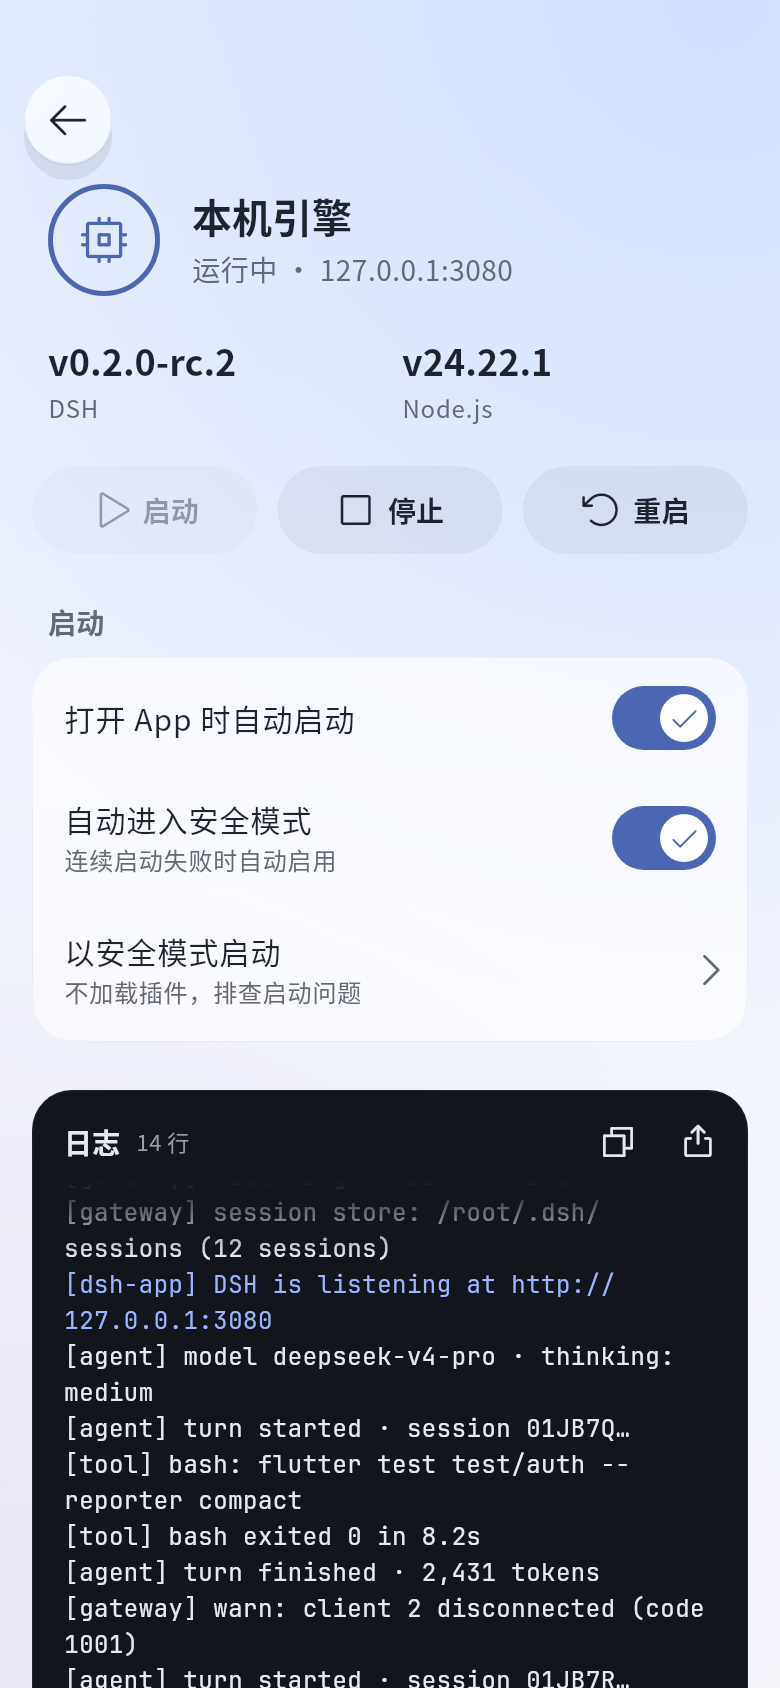 本机引擎
运行中 · 127.0.0.1:3080
v0.2.0-rc.2
DSH
v24.22.1
Node.js
启动
停止
重启
启动
打开 App 时自动启动
自动进入安全模式
连续启动失败时自动启用
以安全模式启动
不加载插件，排查启动问题
日志 14 行
[gateway] session store: /root/.dsh/
sessions (12 sessions)
[dsh-app] DSH is listening at http://
127.0.0.1:3080
[agent] model deepseek-v4-pro · thinking:
medium
[agent] turn started · session 01JB7Q…
[tool] bash: flutter test test/auth --
reporter compact
[tool] bash exited 0 in 8.2s
[agent] turn finished · 2,431 tokens
[gateway] warn: client 2 disconnected (code
1001)
[agent] turn started · session 01JB7R…